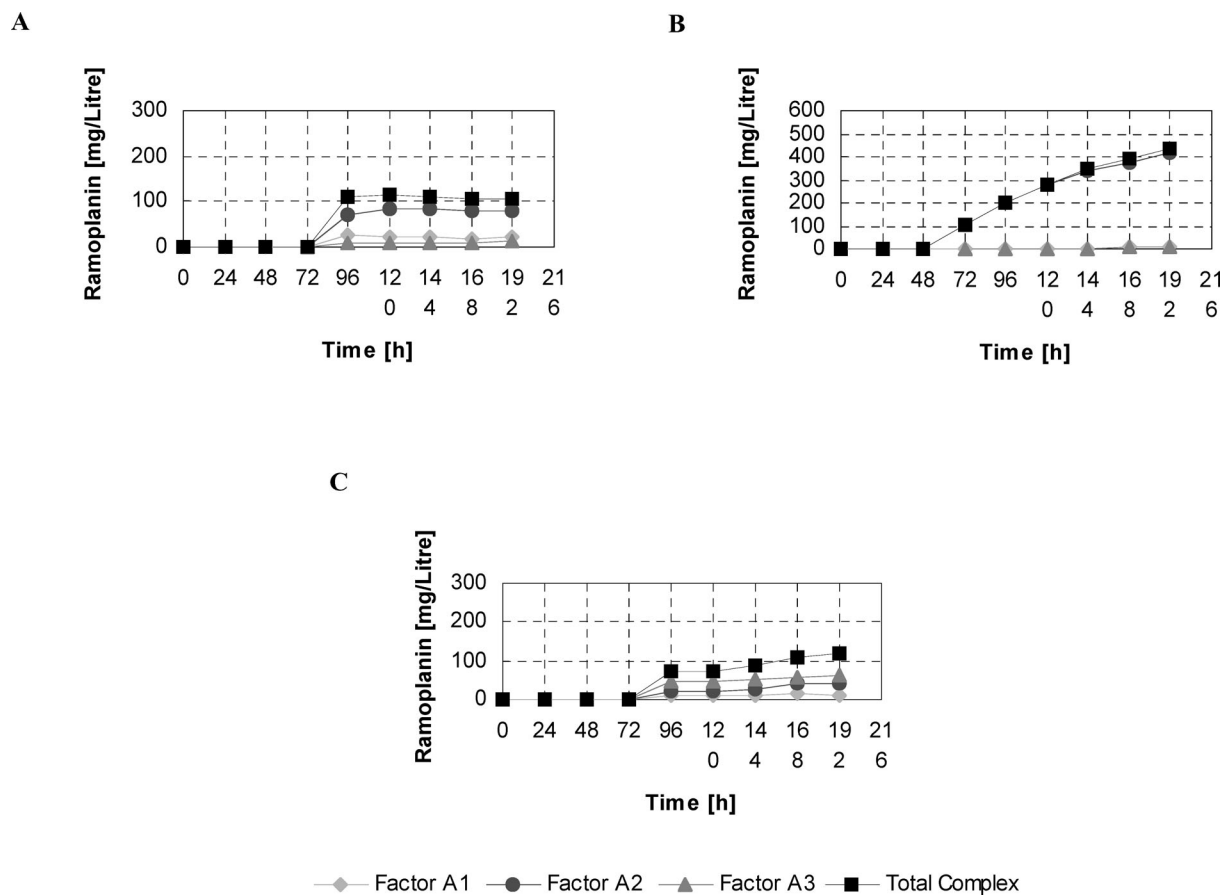 A
B
Ramoplanin [mg/Litre]
300
200
100
0
0 24 48 72 96 12 14 16 19 21
0 4 8 2 6
Time [h]
Ramoplanin [mg/Litre]
600
500
400
300
200
100
0
0 24 48 72 96 12 14 16 19 21
0 4 8 2 6
Time [h]
C
Ramoplanin [mg/Litre]
300
200
100
0
0 24 48 72 96 12 14 16 19 21
0 4 8 2 6
Time [h]
Factor A1 Factor A2 Factor A3 Total Complex